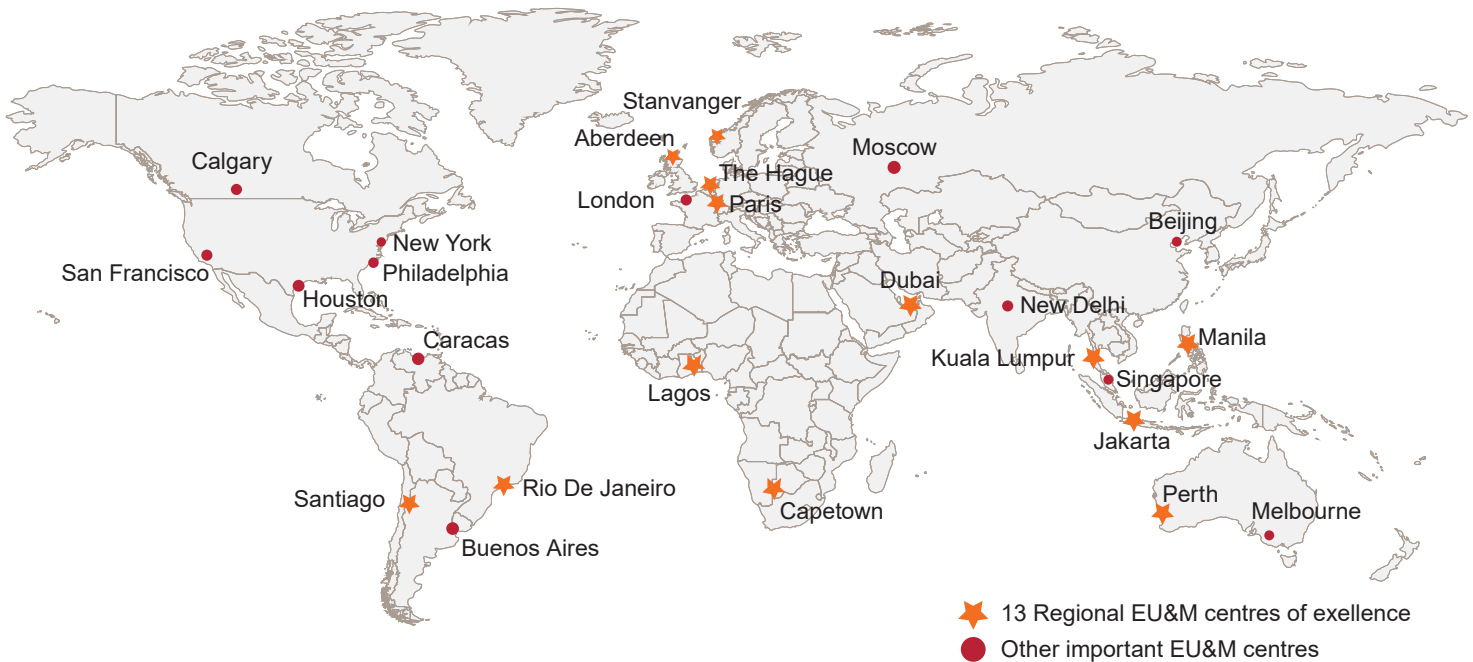 Stanvanger
Aberdeen
Moscow
Calgary
The Hague
London
Paris
Beijing
New York
San Francisco
Philadelphia
Dubai
Houston
New Delhi
Caracas
Manila
Kuala Lumpur
Singapore
Lagos
Jakarta
Rio De Janeiro
Santiago
Perth
Capetown
Melbourne
Buenos Aires
13 Regional EU&M centres of exellence
Other important EU&M centres